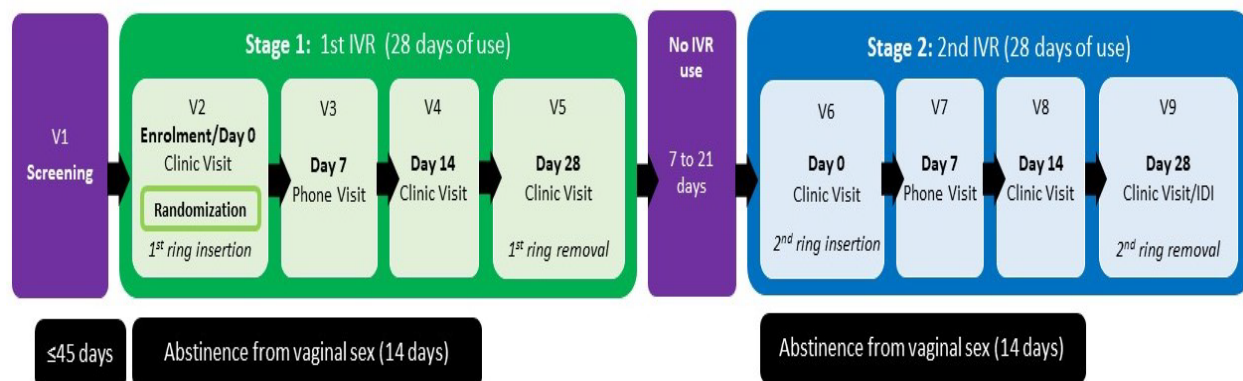 V1
Screening
Stage 1: 1st IVR (28 days of use)
V2
Enrolment/Day 0
Clinic Visit
Randomization
1st ring insertion
V3
Day 7
Phone Visit
V4
Day 14
Clinic Visit
V5
Day 28
Clinic Visit
1st ring removal
No IVR
use
7 to 21
days
Stage 2: 2nd IVR (28 days of use)
V6
Day 0
Clinic Visit
2nd ring insertion
V7
Day 7
Phone Visit
V8
Day 14
Clinic Visit
V9
Day 28
Clinic Visit/IDI
2nd ring removal
≤45 days
Abstinence from vaginal sex (14 days)
Abstinence from vaginal sex (14 days)